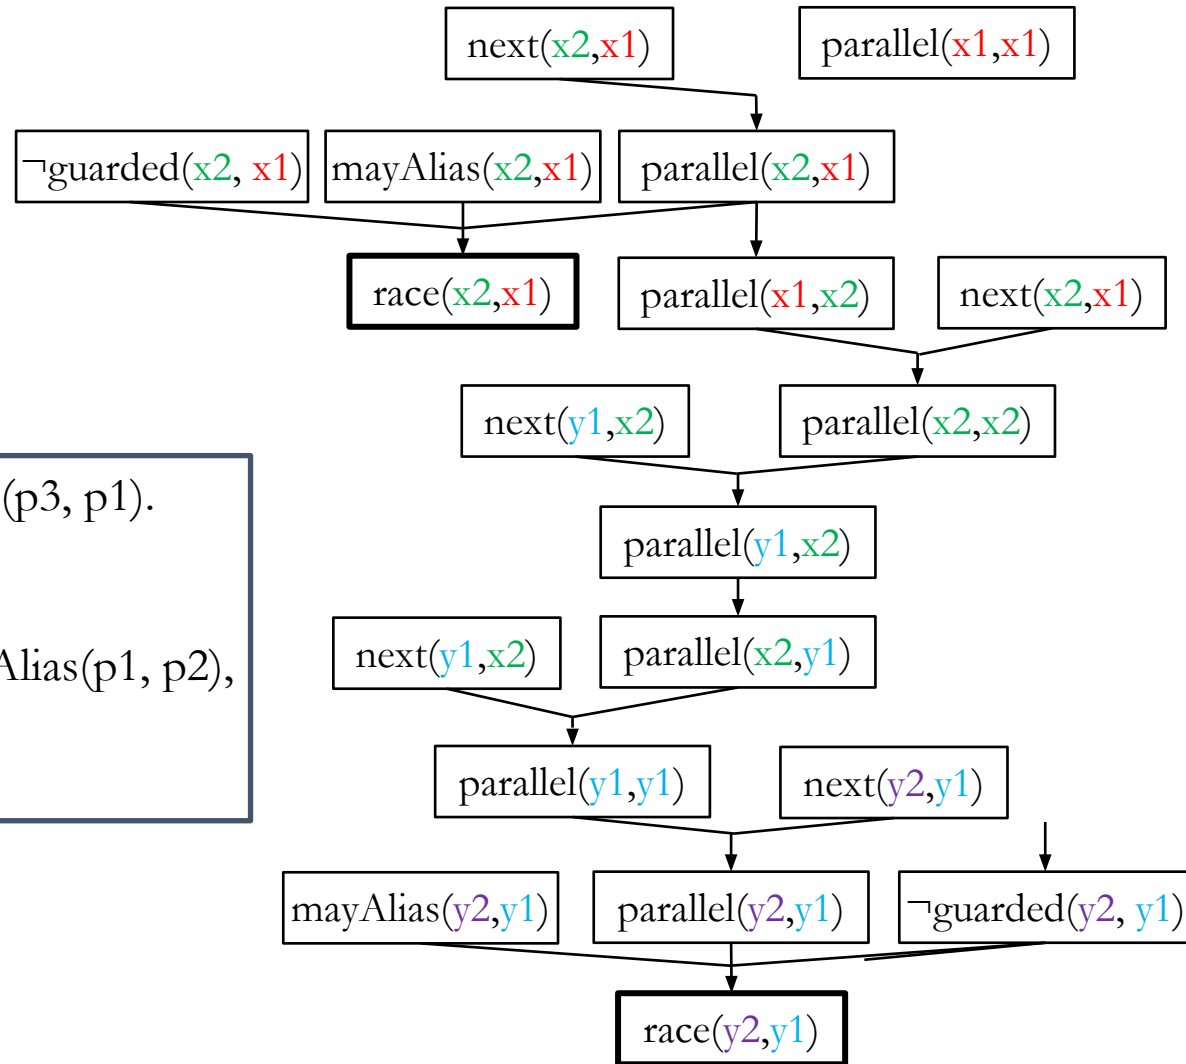 next(x2,x1)
parallel(x1,x1)
¬guarded(x2, x1)
mayAlias(x2,x1)
parallel(x2,x1)
race(x2,x1)
parallel(x1,x2)
next(x2,x1)
next(y1,x2)
parallel(x2,x2)
(p3, p1).
parallel(y1,x2)
Alias(p1, p2),
next(y1,x2)
parallel(x2,y1)
parallel(y1,y1)
next(y2,y1)
mayAlias(y2,y1)
parallel(y2,y1)
¬guarded(y2, y1)
race(y2,y1)